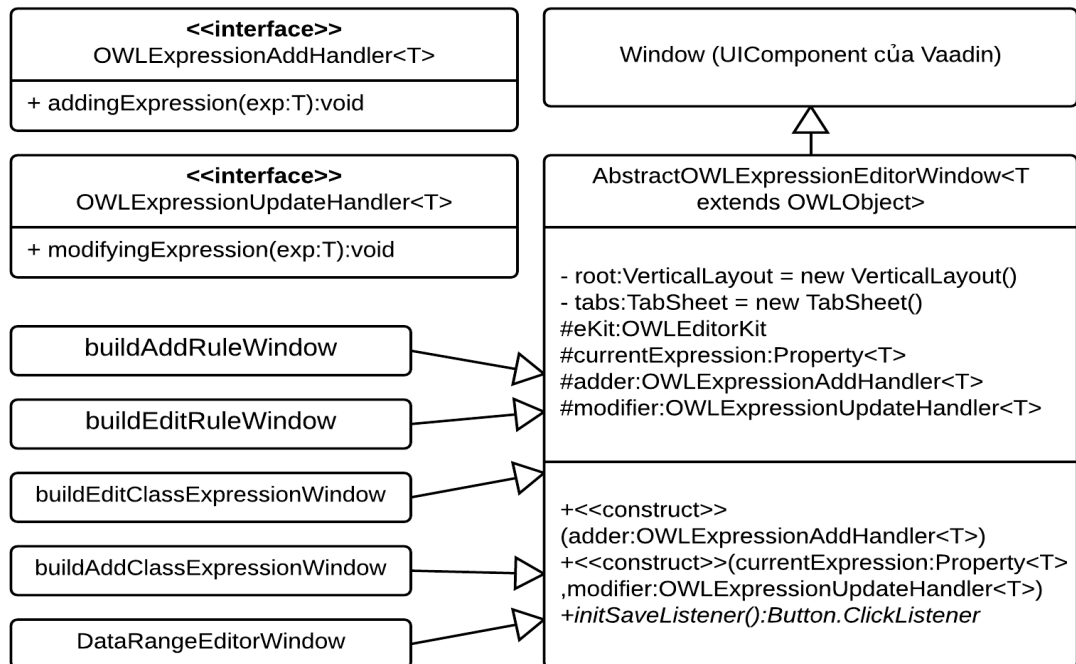 <<interface>>
OWLExpressionAddHandler<T>
+ addingExpression(exp:T):void
<<interface>>
OWLExpressionUpdateHandler<T>
+ modifyingExpression(exp:T):void
buildAddRuleWindow
buildEditRuleWindow
buildEditClassExpressionWindow
buildAddClassExpressionWindow
DataRangeEditorWindow
Window (UIComponent của Vaadin)
AbstractOWLExpressionEditorWindow<T
extends OWLObject>
- root:VerticalLayout = new VerticalLayout()
- tabs:TabSheet = new TabSheet()
#eKit:OWLEditorKit
#currentExpression:Property<T>
#adder:OWLExpressionAddHandler<T>
#modifier:OWLExpressionUpdateHandler<T>
+<<construct>>
(adder:OWLExpressionAddHandler<T>)
+<<construct>>(currentExpression:Property<T>
,modifier:OWLExpressionUpdateHandler<T>)
+initSaveListener():Button.ClickListener